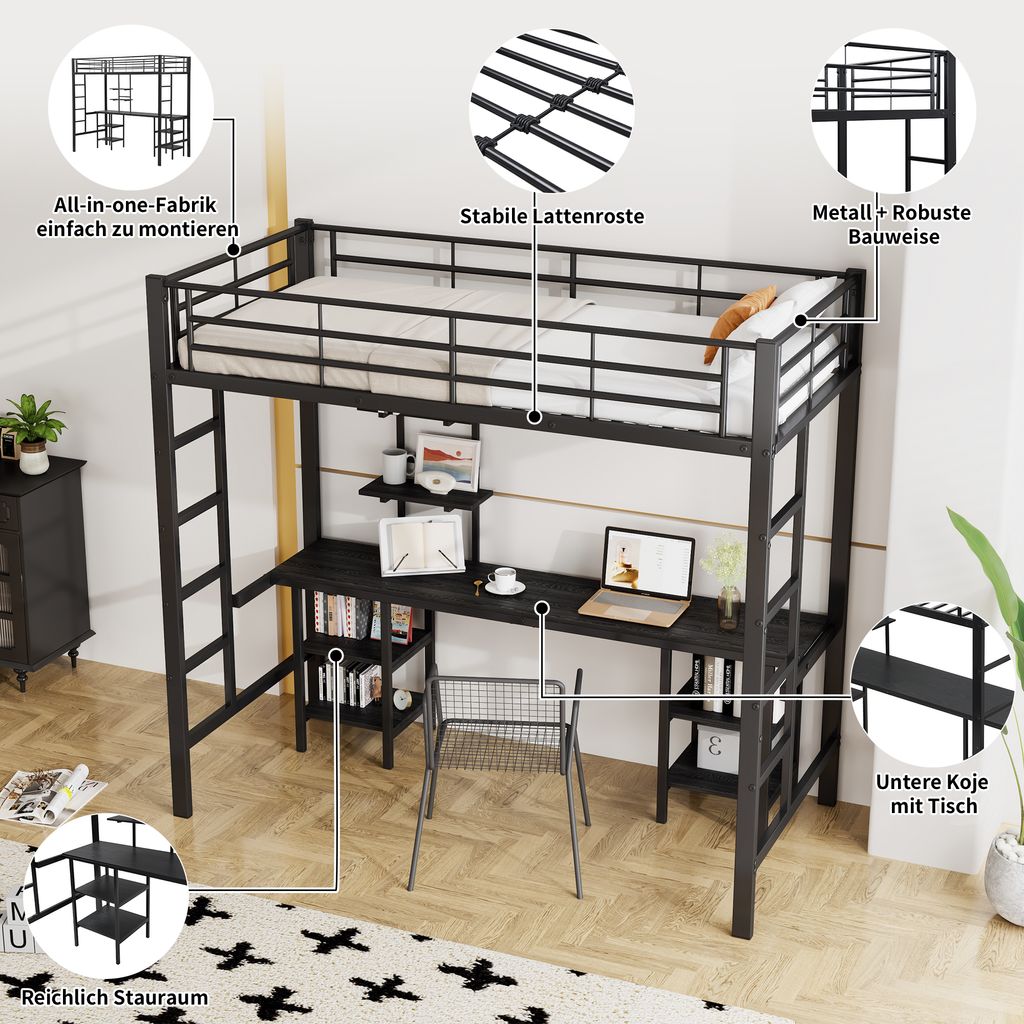 All-in-one-Fabrik
einfach zu montieren
Stabile Lattenroste
Metall + Robuste
Bauweise
Untere Koje
mit Tisch
Reichlich Stauraum